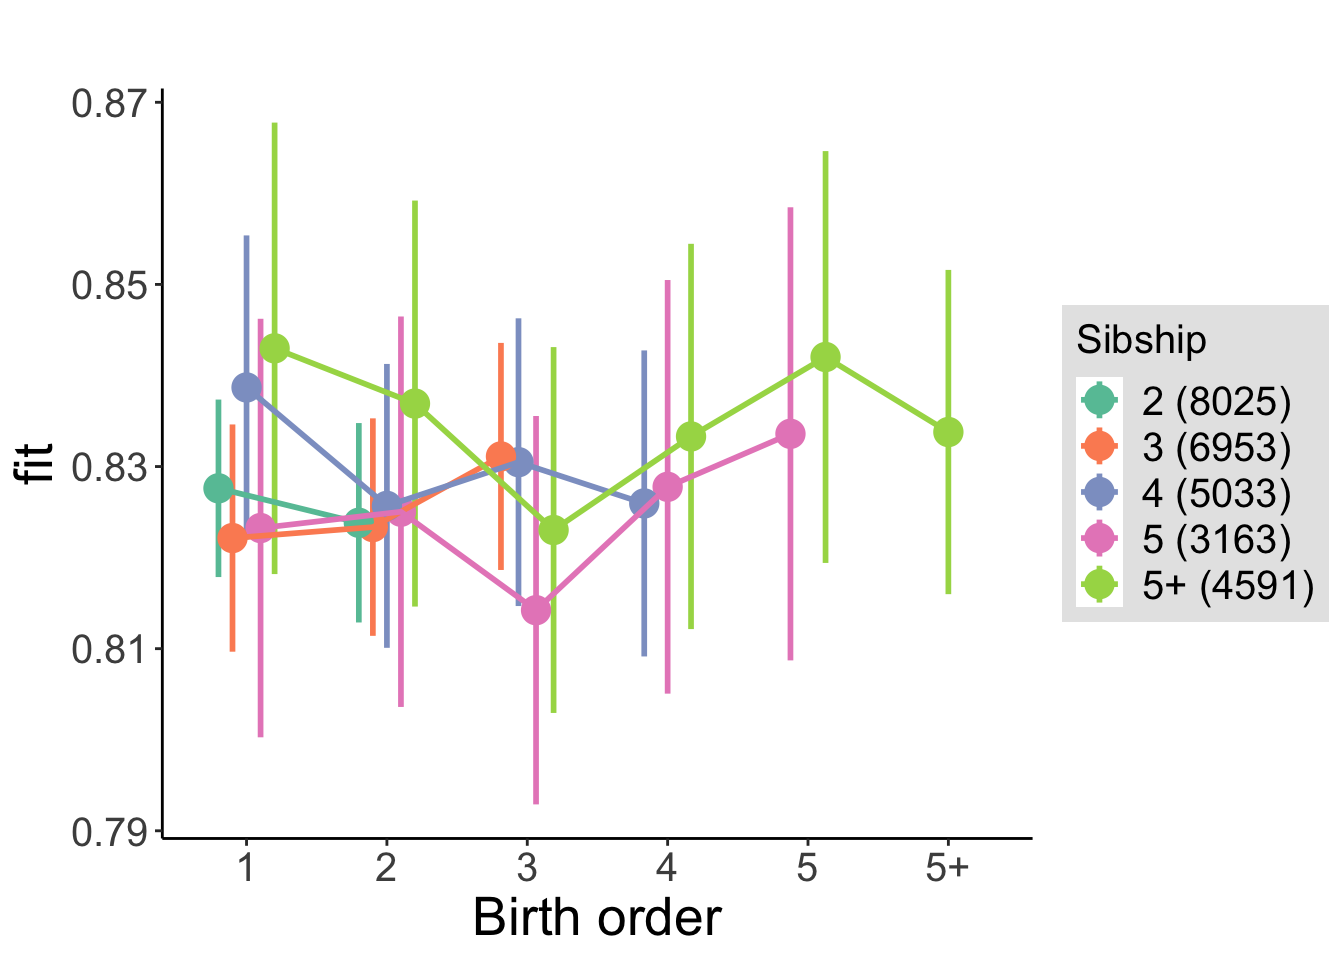 0.87
0.85
0.83
0.81
0.79
fit
1 2 3 4 5 5+
Birth order
Sibship
2 (8025)
3 (6953)
4 (5033)
5 (3163)
5+ (4591)